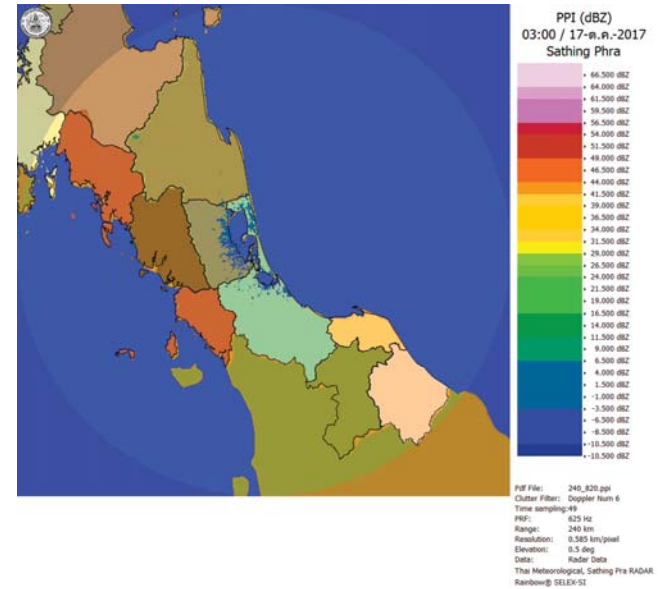 PPI (dBZ)
03:00 / 17-ต.ค.-2017
Sathing Phra
66.500 dBZ
64.000 dBZ
61.500 dBZ
59.500 dBZ
56.500 dBZ
54.000 dBZ
51.500 dBZ
49.000 dBZ
46.500 dBZ
44.000 dBZ
41.500 dBZ
39.000 dBZ
36.500 dBZ
34.000 dBZ
31.500 dBZ
29.000 dBZ
26.500 dBZ
24.000 dBZ
21.500 dBZ
19.000 dBZ
16.500 dBZ
14.000 dBZ
11.500 dBZ
9.000 dBZ
6.500 dBZ
4.000 dBZ
1.500 dBZ
-1.000 dBZ
-3.500 dBZ
-6.500 dBZ
-8.500 dBZ
-10.500 dBZ
-10.500 dBZ
Pdf File: 240_820.ppi
Clutter Filter: Doppler Num 6
Time sampling:49
PRF: 625 Hz
Range: 240 km
Resolution: 0.585 km/pixel
Elevation: 0.5 deg
Data: Radar Data
Thai Meteorological, Sathing Pra RADAR
Rainbow® SELEX-SI